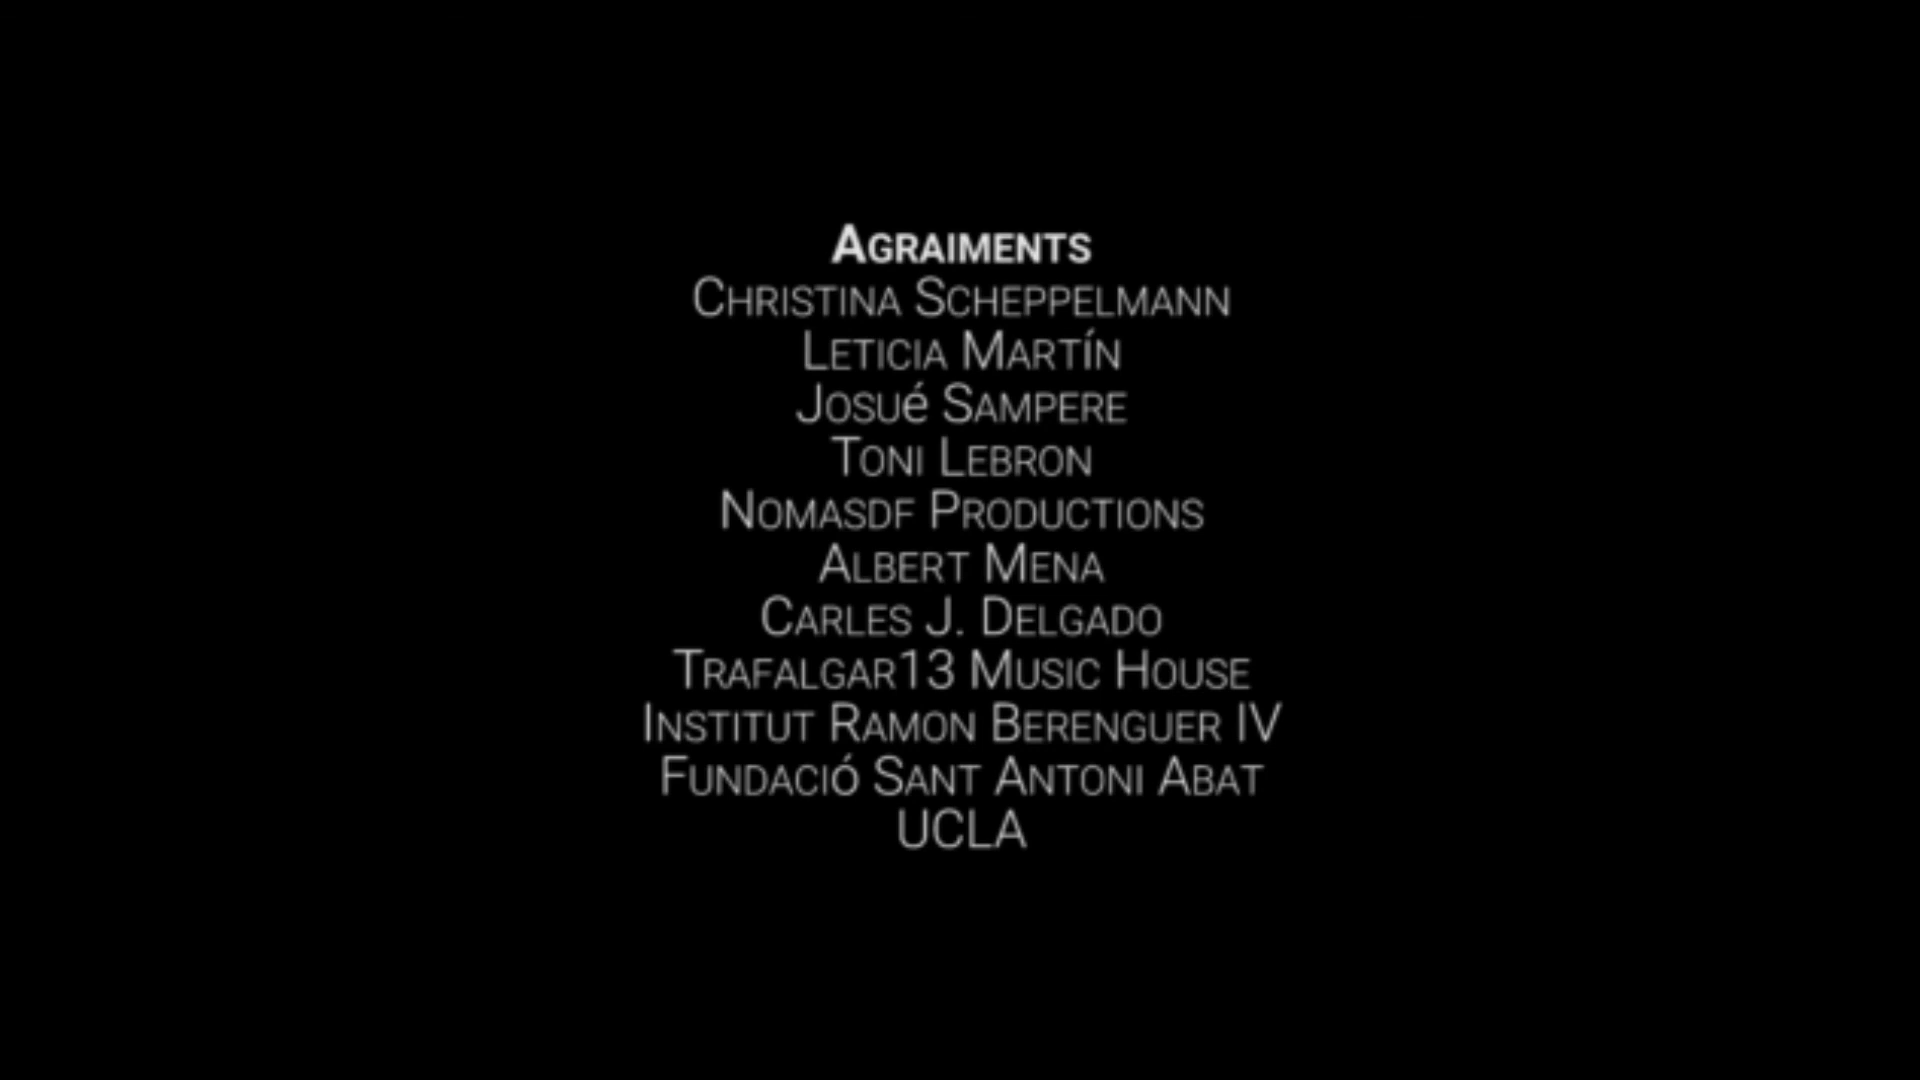 Agraiments
Christina Scheppelmann
Leticia Martín
Josué Sampere
Toni Lebron
Nomasdf Productions
Albert Mena
Carles J. Delgado
Trafalgar13 Music House
Institut Ramon Berenguer IV
Fundació Sant Antoni Abat
UCLA